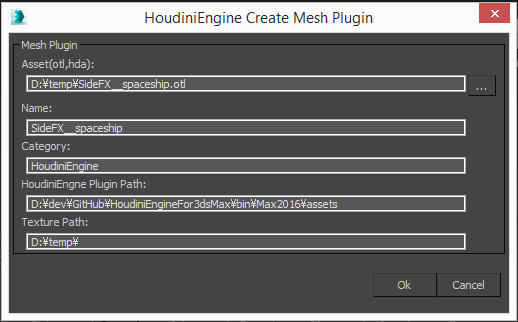 HoudiniEngine Create Mesh Plugin
Mesh Plugin
Asset(otl,hda):
D:¥temp¥SideFX__spaceship.otl
...
Name:
SideFX__spaceship
Category:
HoudiniEngine
HoudiniEngne Plugin Path:
D:¥dev¥GitHub¥HoudiniEngineFor3dsMax¥bin¥Max2016¥assets
Texture Path:
D:¥temp¥
Ok
Cancel